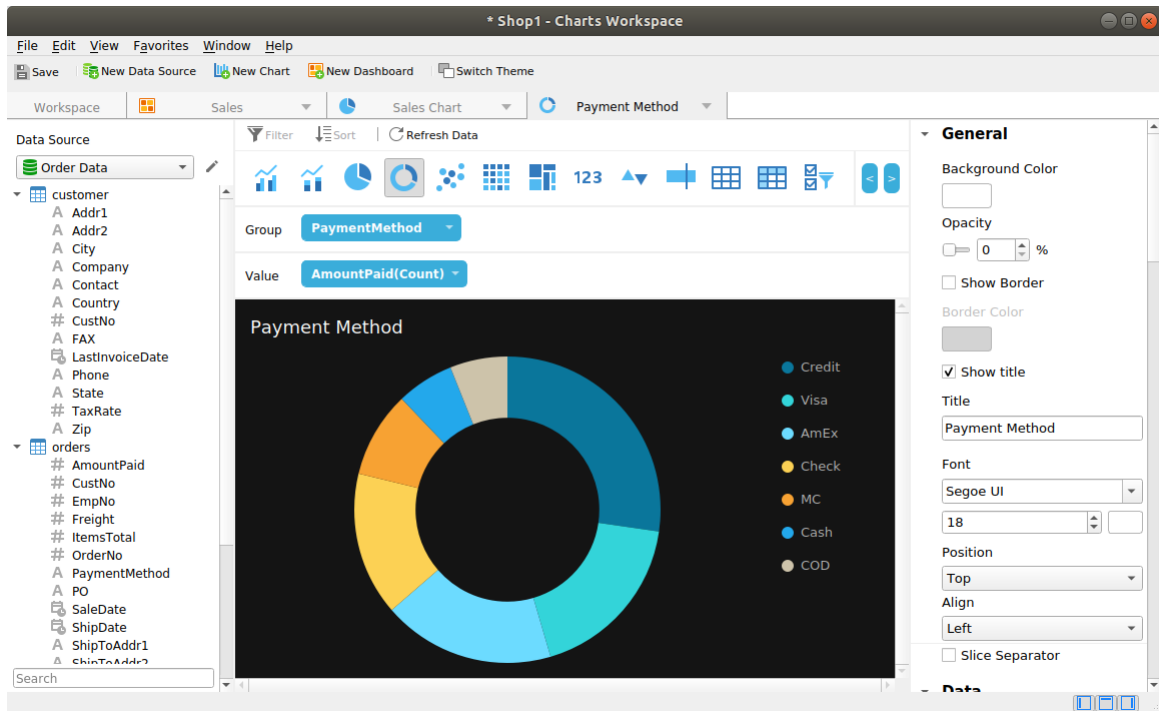 * Shop1 - Charts Workspace
File Edit View Favorites Window Help
Save New Data Source New Chart New Dashboard Switch Theme
Workspace Sales Sales Chart Payment Method
Data Source
Order Data
customer
A Addr1
A Addr2
A City
A Company
A Contact
A Country
# CustNo
A FAX
LastInvoiceDate
A Phone
A State
# TaxRate
A Zip
orders
# AmountPaid
# CustNo
# EmpNo
# Freight
# ItemsTotal
# OrderNo
A PaymentMethod
A PO
SaleDate
ShipDate
A ShipToAddr1
A ShipToAddr2
Search
Filter Sort Refresh Data
123 < >
Group PaymentMethod
Value AmountPaid(Count)
Payment Method
Credit
Visa
AmEx
Check
MC
Cash
COD
General
Background Color
Opacity
0 %
Show Border
Border Color
Show title
Title
Payment Method
Font
Segoe UI
18
Position
Top
Align
Left
Slice Separator
Data